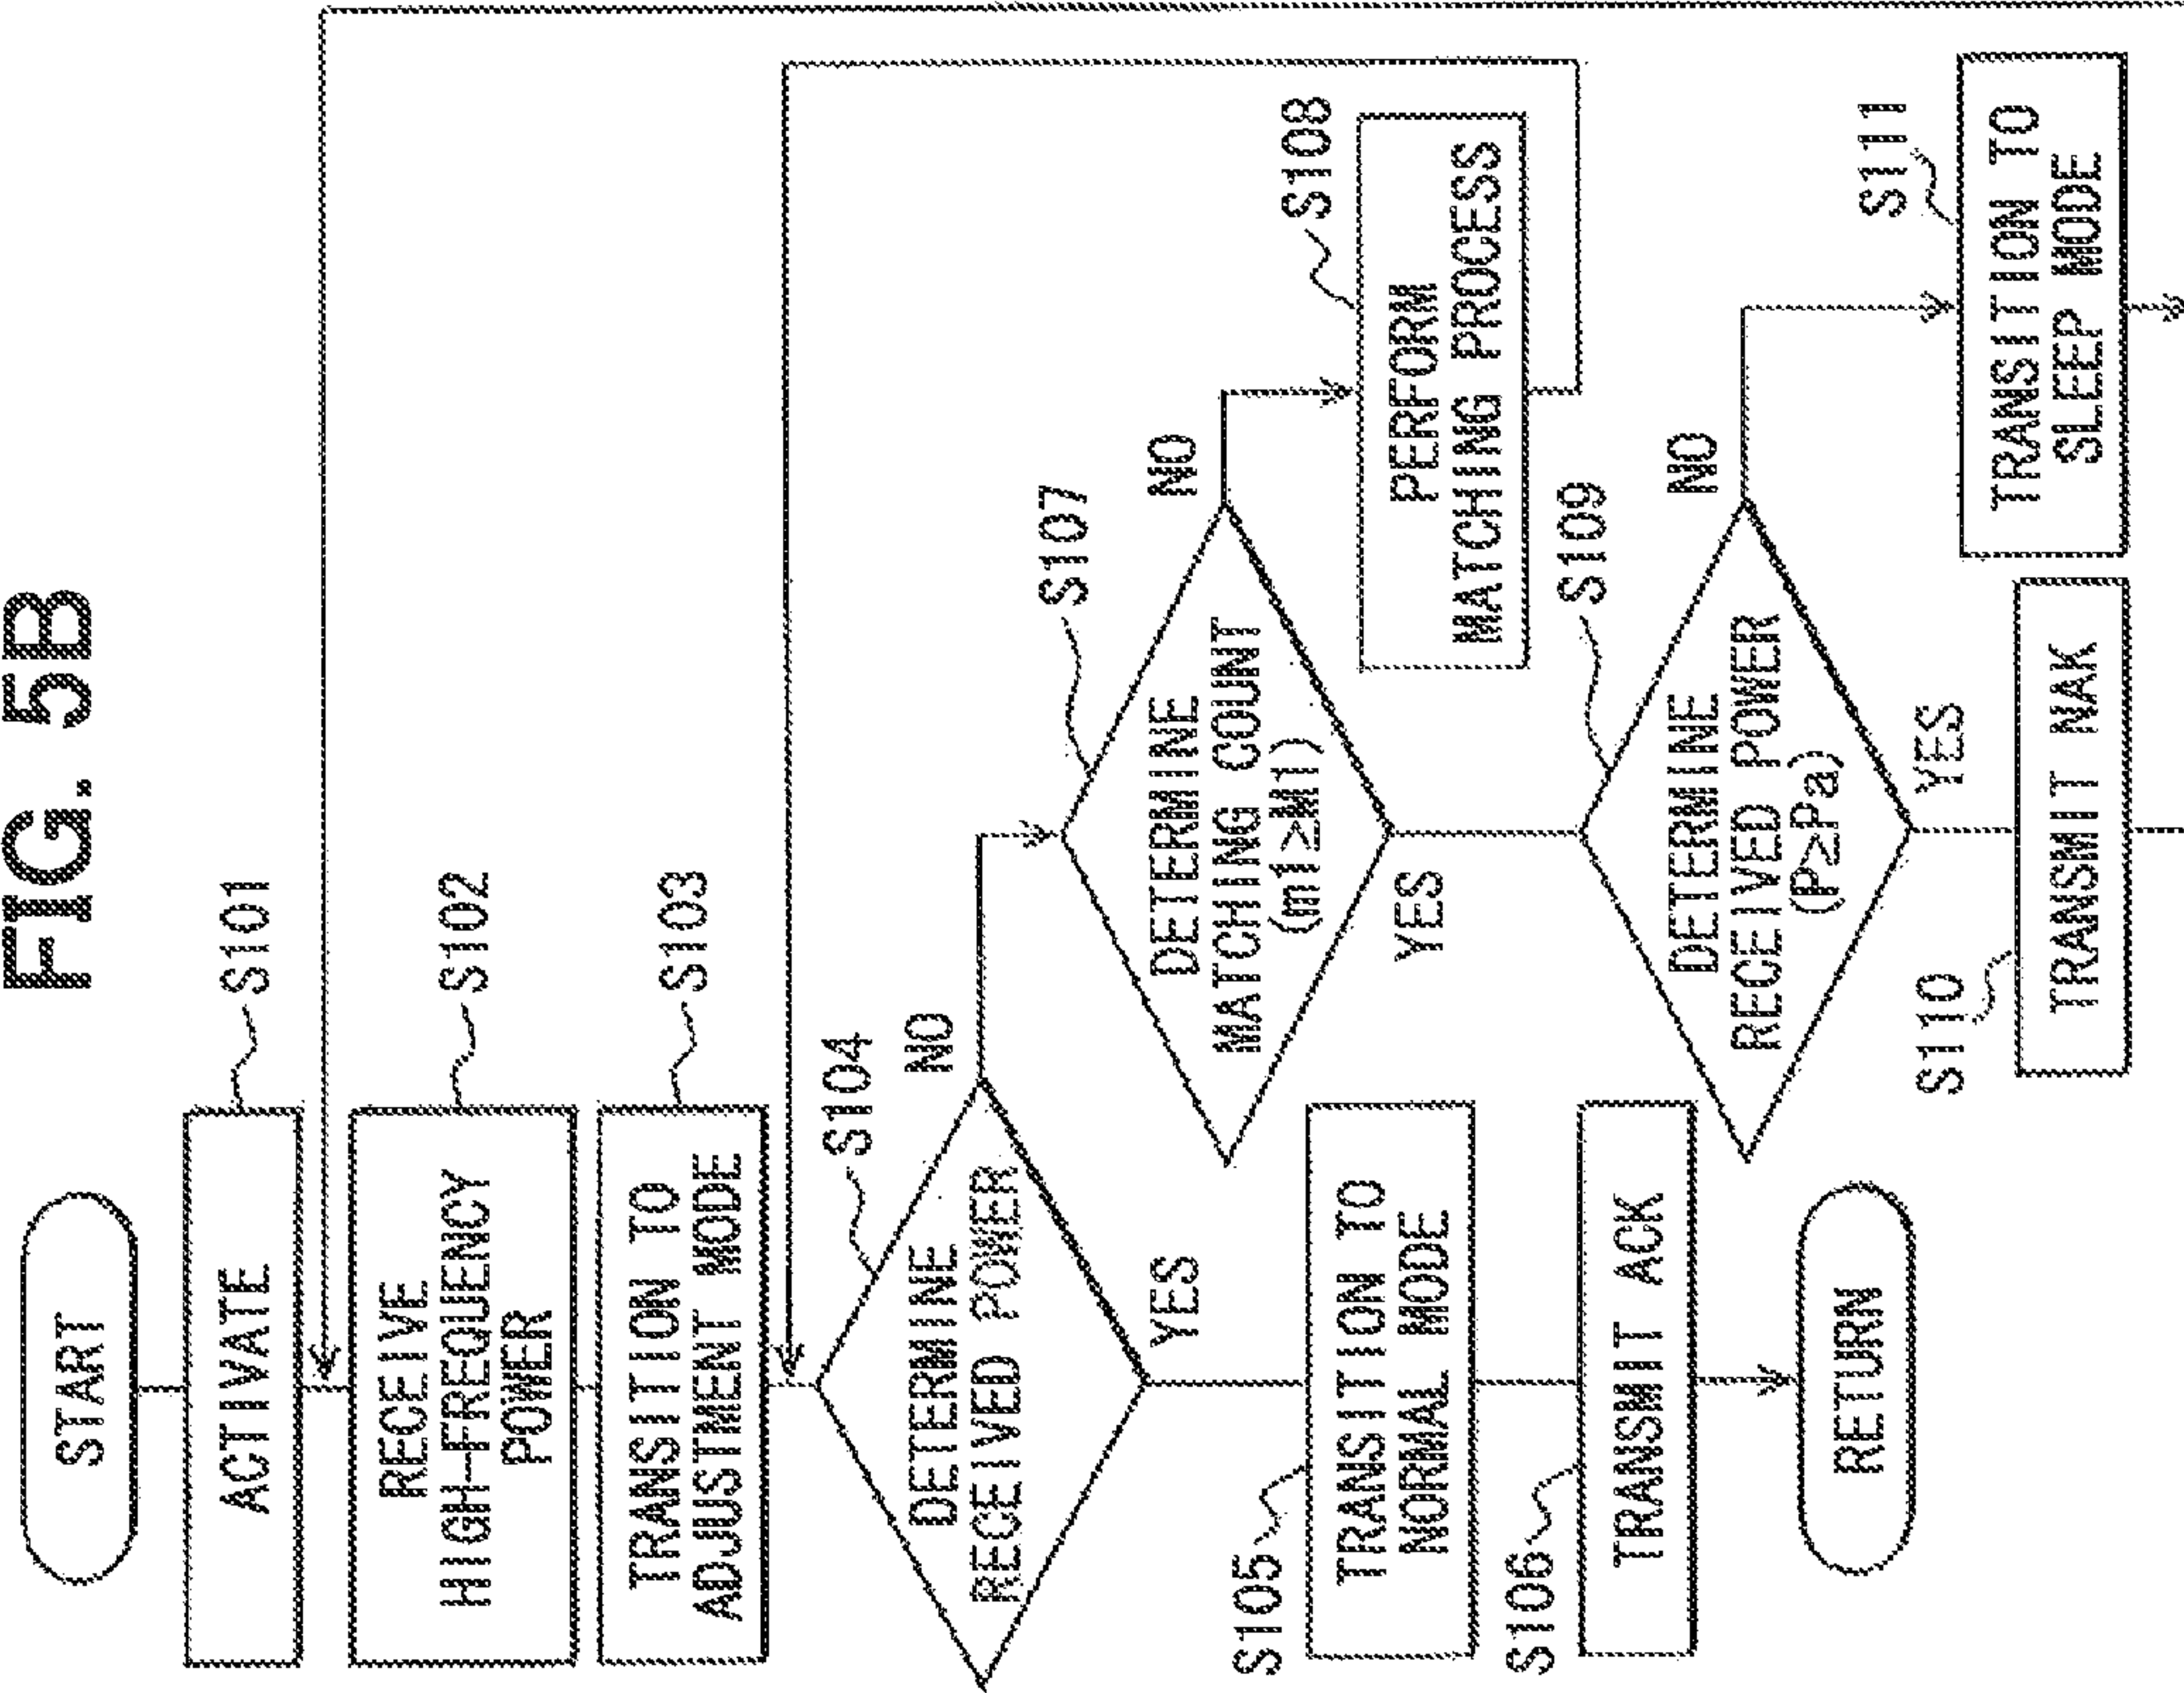 FIG. 5B
START
ACTIVATE
S101
RECEIVE
HIGH-FREQUENCY
POWER
S102
TRANSITION TO
ADJUSTMENT MODE
S103
DETERMINE
RECEIVED POWER
S104
NO
YES
TRANSITION TO
NORMAL MODE
S105
TRANSMIT ACK
S106
RETURN
DETERMINE
MATCHING COUNT
(m1≥M1)
S107
NO
YES
PERFORM
MATCHING PROCESS
S108
DETERMINE
RECEIVED POWER
(P≥Pa)
S109
NO
YES
TRANSMIT NAK
S110
TRANSITION TO
SLEEP MODE
S111